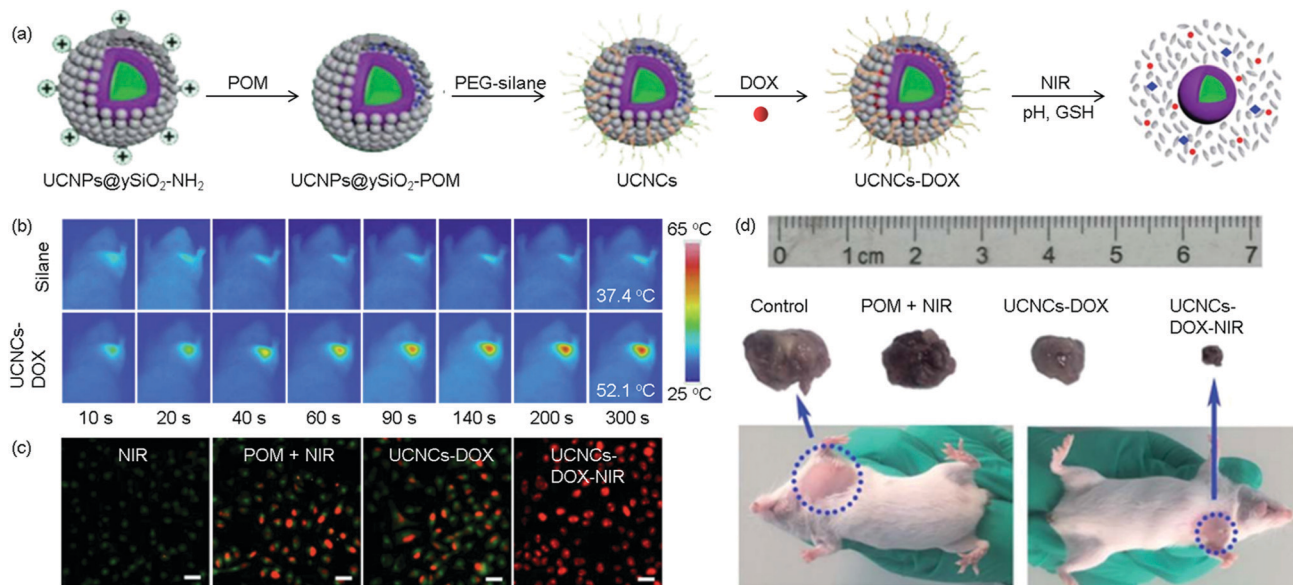 (a)
POM
PEG-silane
DOX
NIR
pH, GSH
UCNPs@ySiO₂-NH₂
UCNPs@ySiO₂-POM
UCNCs
UCNCs-DOX
(b)
Silane
37.4 °C
UCNCs-
DOX
52.1 °C
65 °C
25 °C
10 s 20 s 40 s 60 s 90 s 140 s 200 s 300 s
(c)
NIR
POM + NIR
UCNCs-DOX
UCNCs-
DOX-NIR
(d)
0 1 cm 2 3 4 5 6 7
Control
POM + NIR
UCNCs-DOX
UCNCs-
DOX-NIR